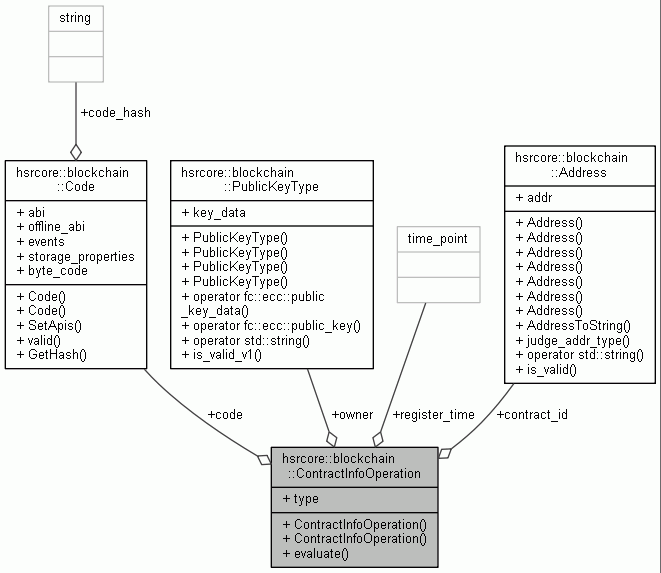 string
+code_hash
hsrcore::blockchain
::Code
+ abi
+ offline_abi
+ events
+ storage_properties
+ byte_code
+ Code()
+ Code()
+ SetApis()
+ valid()
+ GetHash()
hsrcore::blockchain
::PublicKeyType
+ key_data
+ PublicKeyType()
+ PublicKeyType()
+ PublicKeyType()
+ PublicKeyType()
+ operator fc::ecc::public
_key_data()
+ operator fc::ecc::public_key()
+ operator std::string()
+ is_valid_v1()
time_point
hsrcore::blockchain
::Address
+ addr
+ Address()
+ Address()
+ Address()
+ Address()
+ Address()
+ Address()
+ Address()
+ AddressToString()
+ judge_addr_type()
+ operator std::string()
+ is_valid()
+code
+owner
+register_time
+contract_id
hsrcore::blockchain
::ContractInfoOperation
+ type
+ ContractInfoOperation()
+ ContractInfoOperation()
+ evaluate()